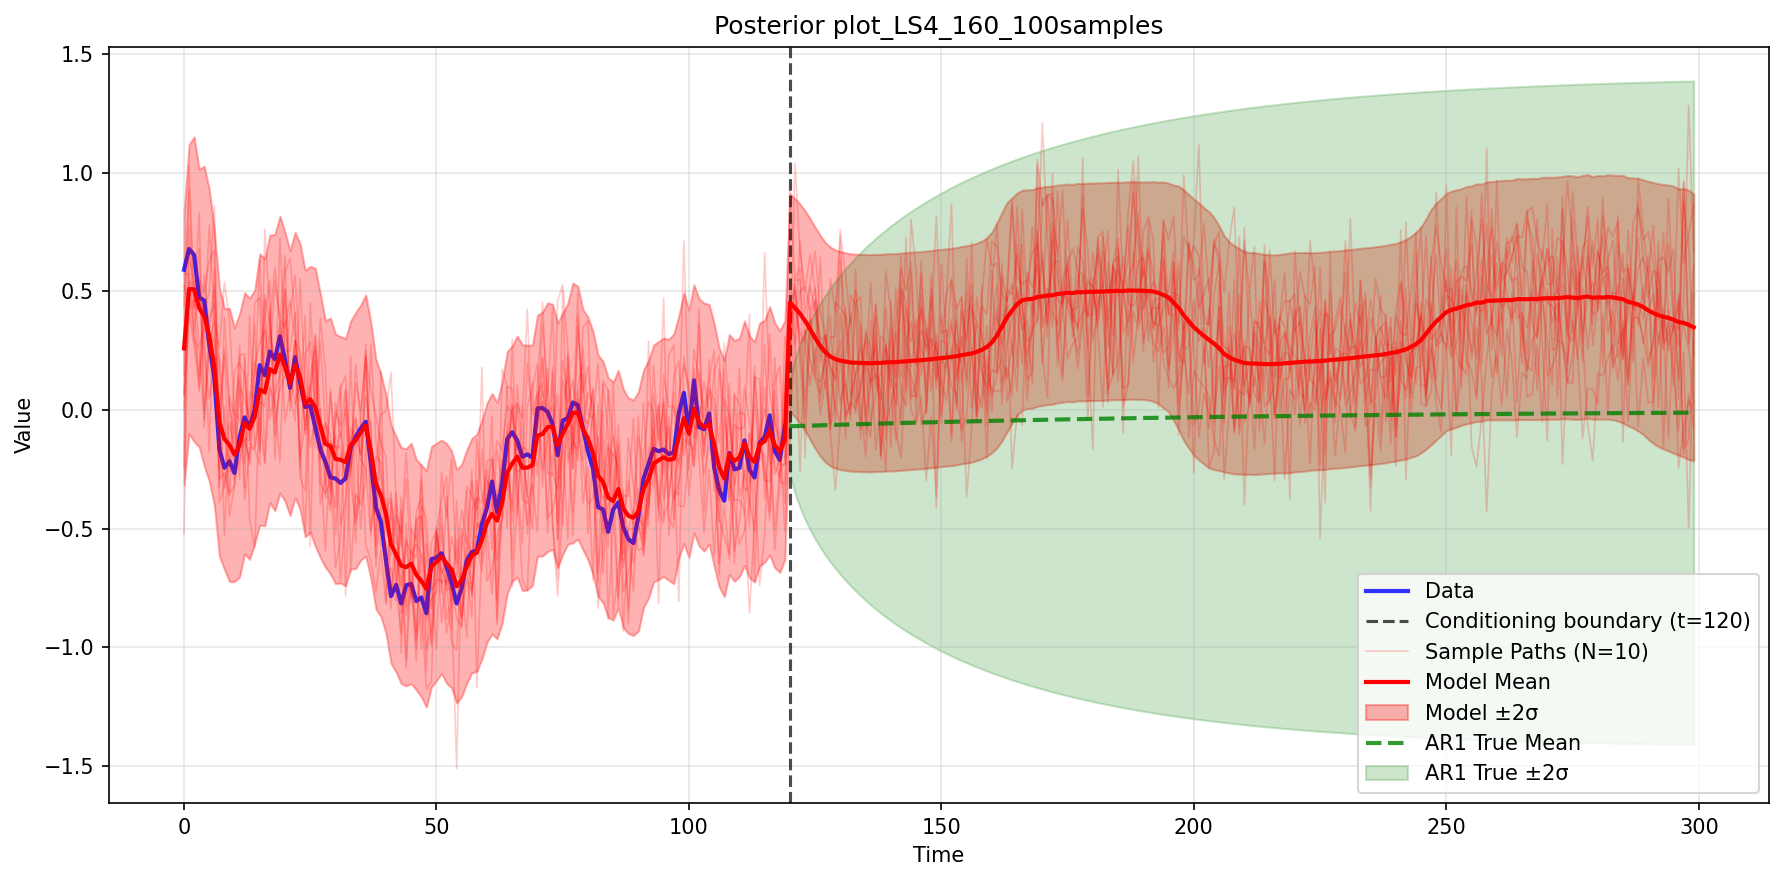 Posterior plot_LS4_160_100samples
Value
1.5
1.0
0.5
0.0
−0.5
−1.0
−1.5
0
50
100
150
200
250
300
Time
Data
Conditioning boundary (t=120)
Sample Paths (N=10)
Model Mean
Model ±2σ
AR1 True Mean
AR1 True ±2σ